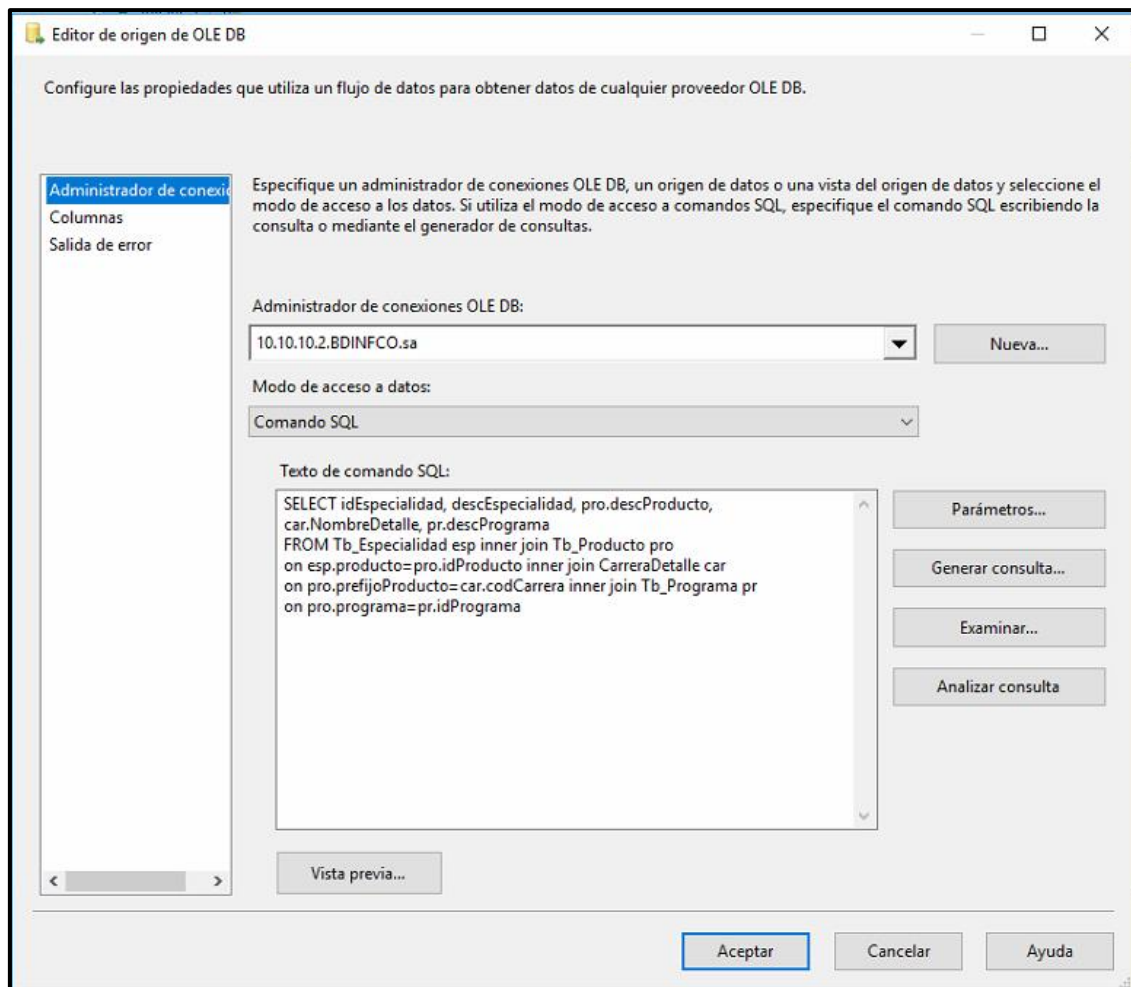 Editor de origen de OLE DB
Configure las propiedades que utiliza un flujo de datos para obtener datos de cualquier proveedor OLE DB.
Administrador de conexi
Columnas
Salida de error
Especifique un administrador de conexiones OLE DB, un origen de datos o una vista del origen de datos y seleccione el
modo de acceso a los datos. Si utiliza el modo de acceso a comandos SQL, especifique el comando SQL escribiendo la
consulta o mediante el generador de consultas.
Administrador de conexiones OLE DB:
10.10.10.2.BDINFCO.sa
Nueva...
Modo de acceso a datos:
Comando SQL
Texto de comando SQL:
SELECT idEspecialidad, descEspecialidad, pro.descProducto,
car.NombreDetalle, pr.descPrograma
FROM Tb_Especialidad esp inner join Tb_Producto pro
on esp.producto=pro.idProducto inner join CarreraDetalle car
on pro.prefijoProducto=car.codCarrera inner join Tb_Programa pr
on pro.programa=pr.idPrograma
Parámetros...
Generar consulta...
Examinar...
Analizar consulta
Vista previa...
Aceptar
Cancelar
Ayuda